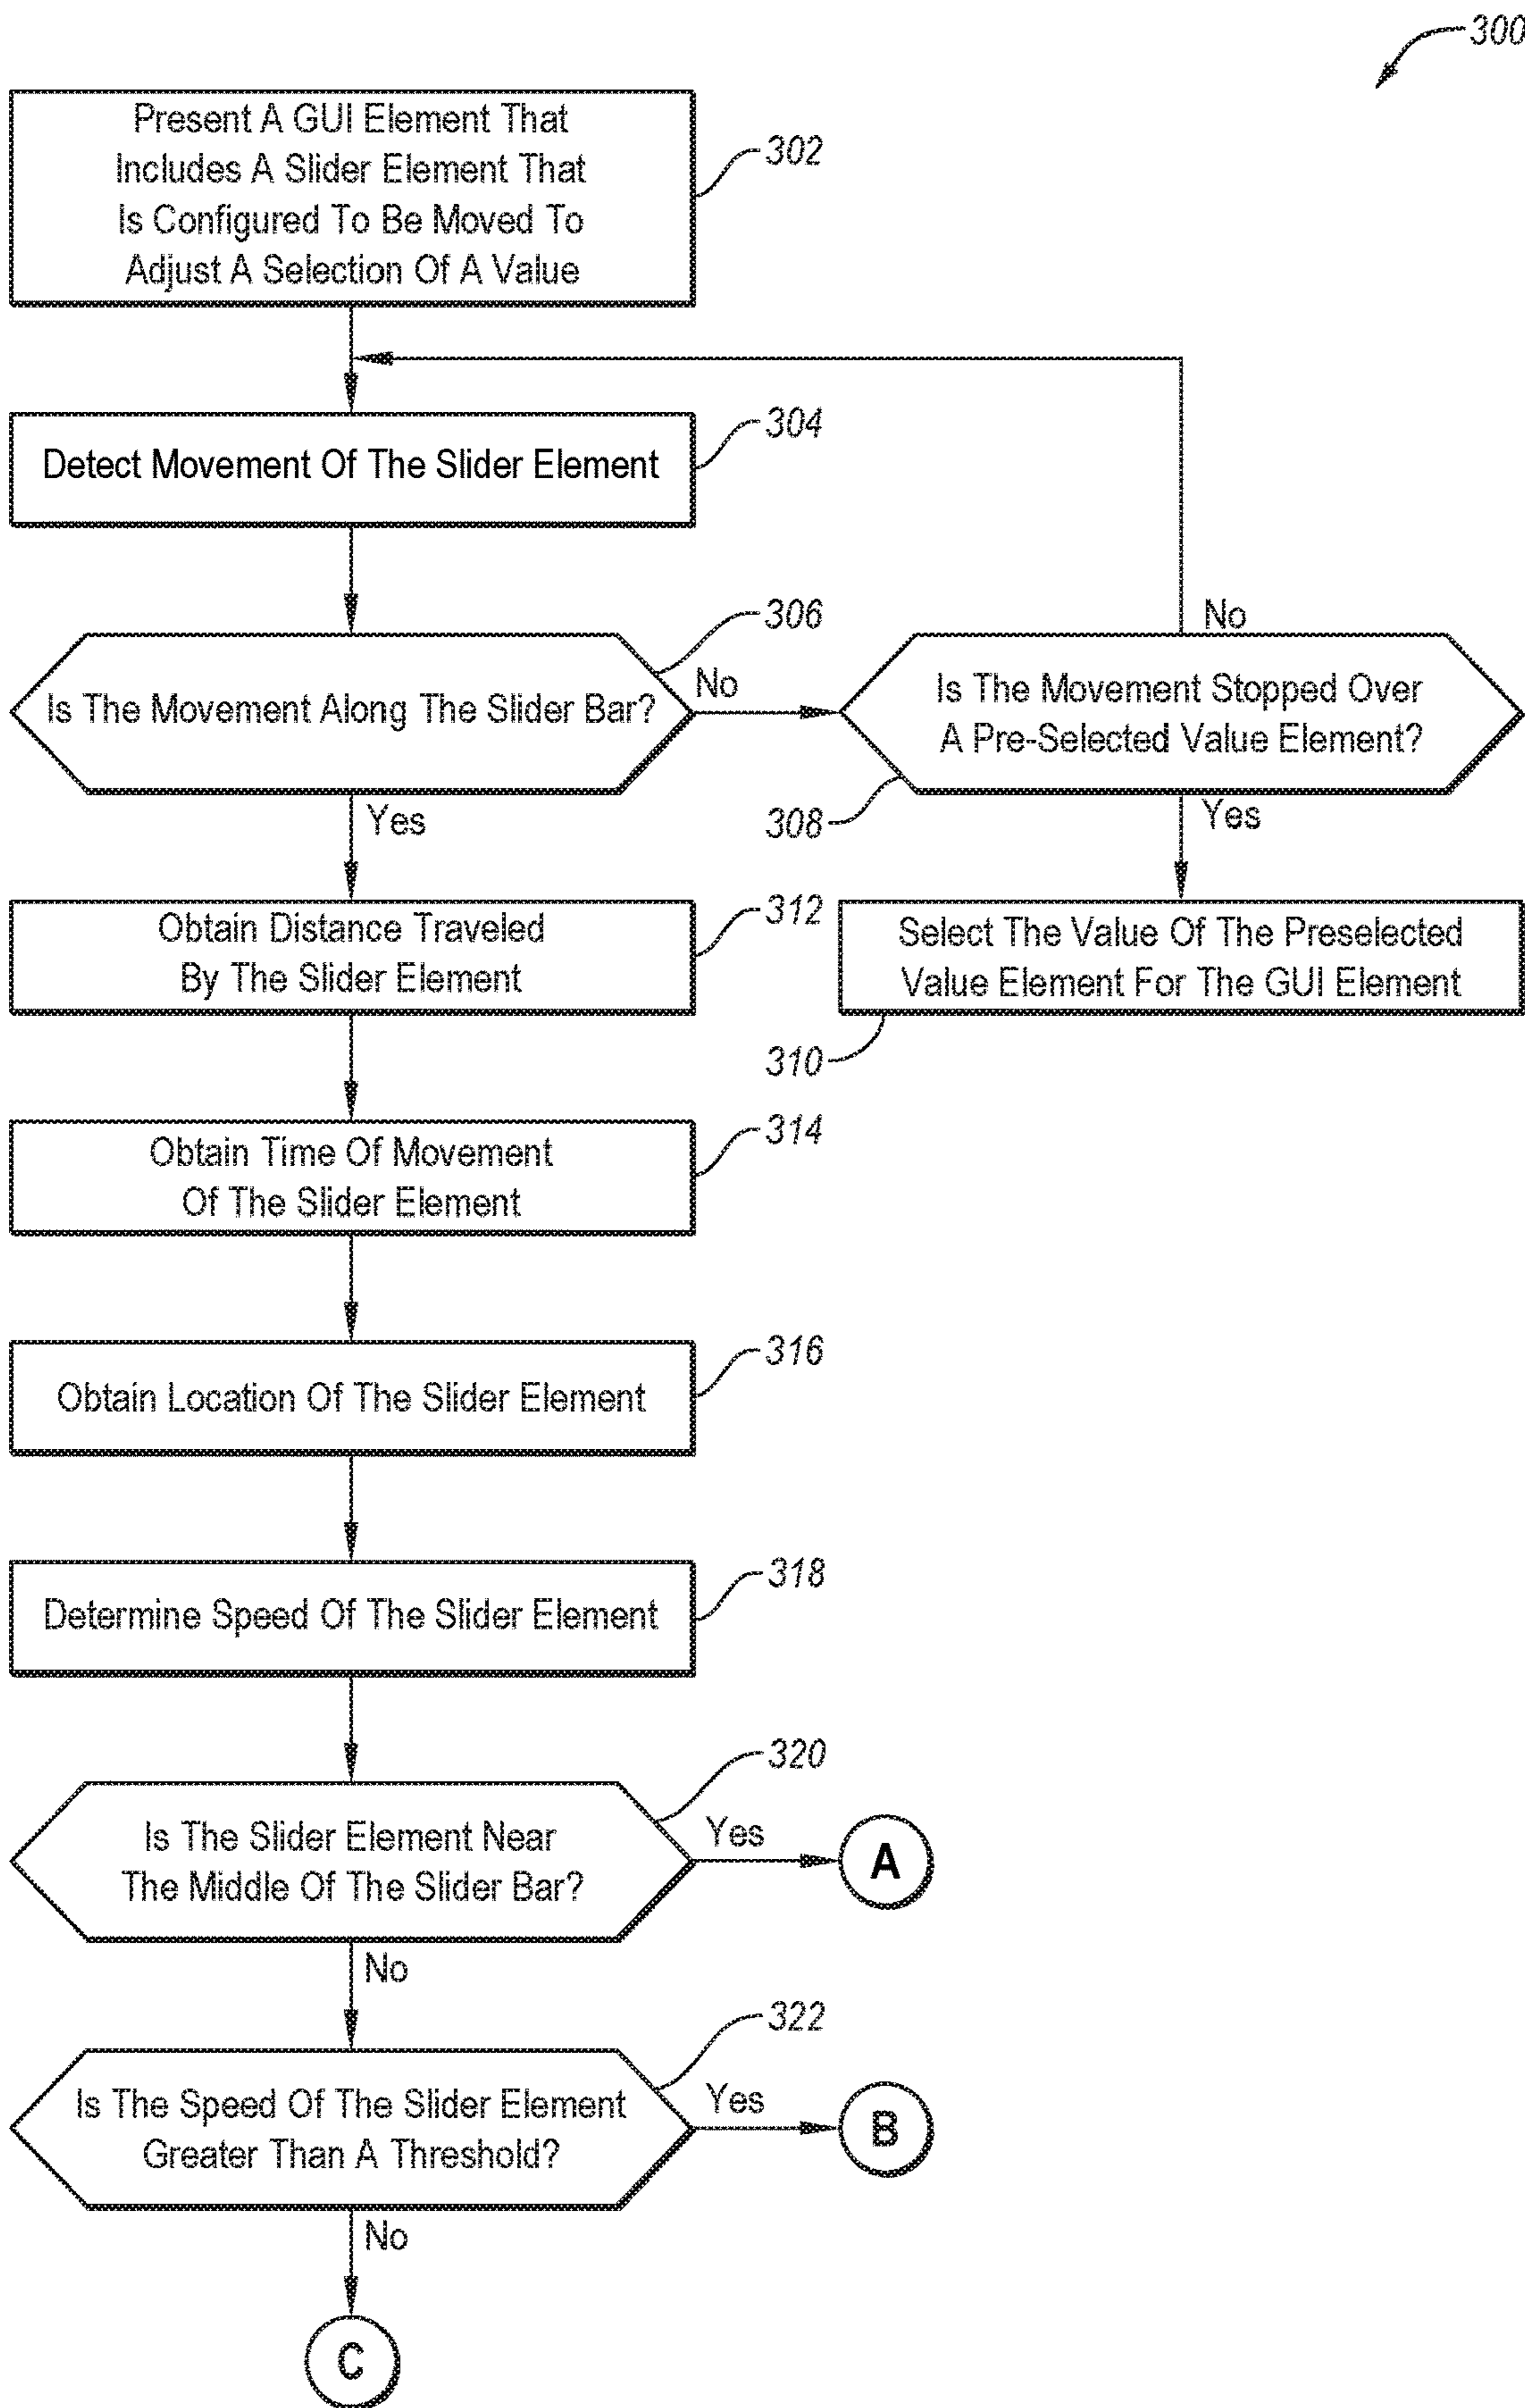 300
Present A GUI Element That
Includes A Slider Element That
Is Configured To Be Moved To
Adjust A Selection Of A Value
302
Detect Movement Of The Slider Element
304
Is The Movement Along The Slider Bar?
306
No
Yes
Is The Movement Stopped Over
A Pre-Selected Value Element?
308
No
Yes
Select The Value Of The Preselected
Value Element For The GUI Element
310
Obtain Distance Traveled
By The Slider Element
312
Obtain Time Of Movement
Of The Slider Element
314
Obtain Location Of The Slider Element
316
Determine Speed Of The Slider Element
318
Is The Slider Element Near
The Middle Of The Slider Bar?
320
Yes
A
No
Is The Speed Of The Slider Element
Greater Than A Threshold?
322
Yes
B
No
C